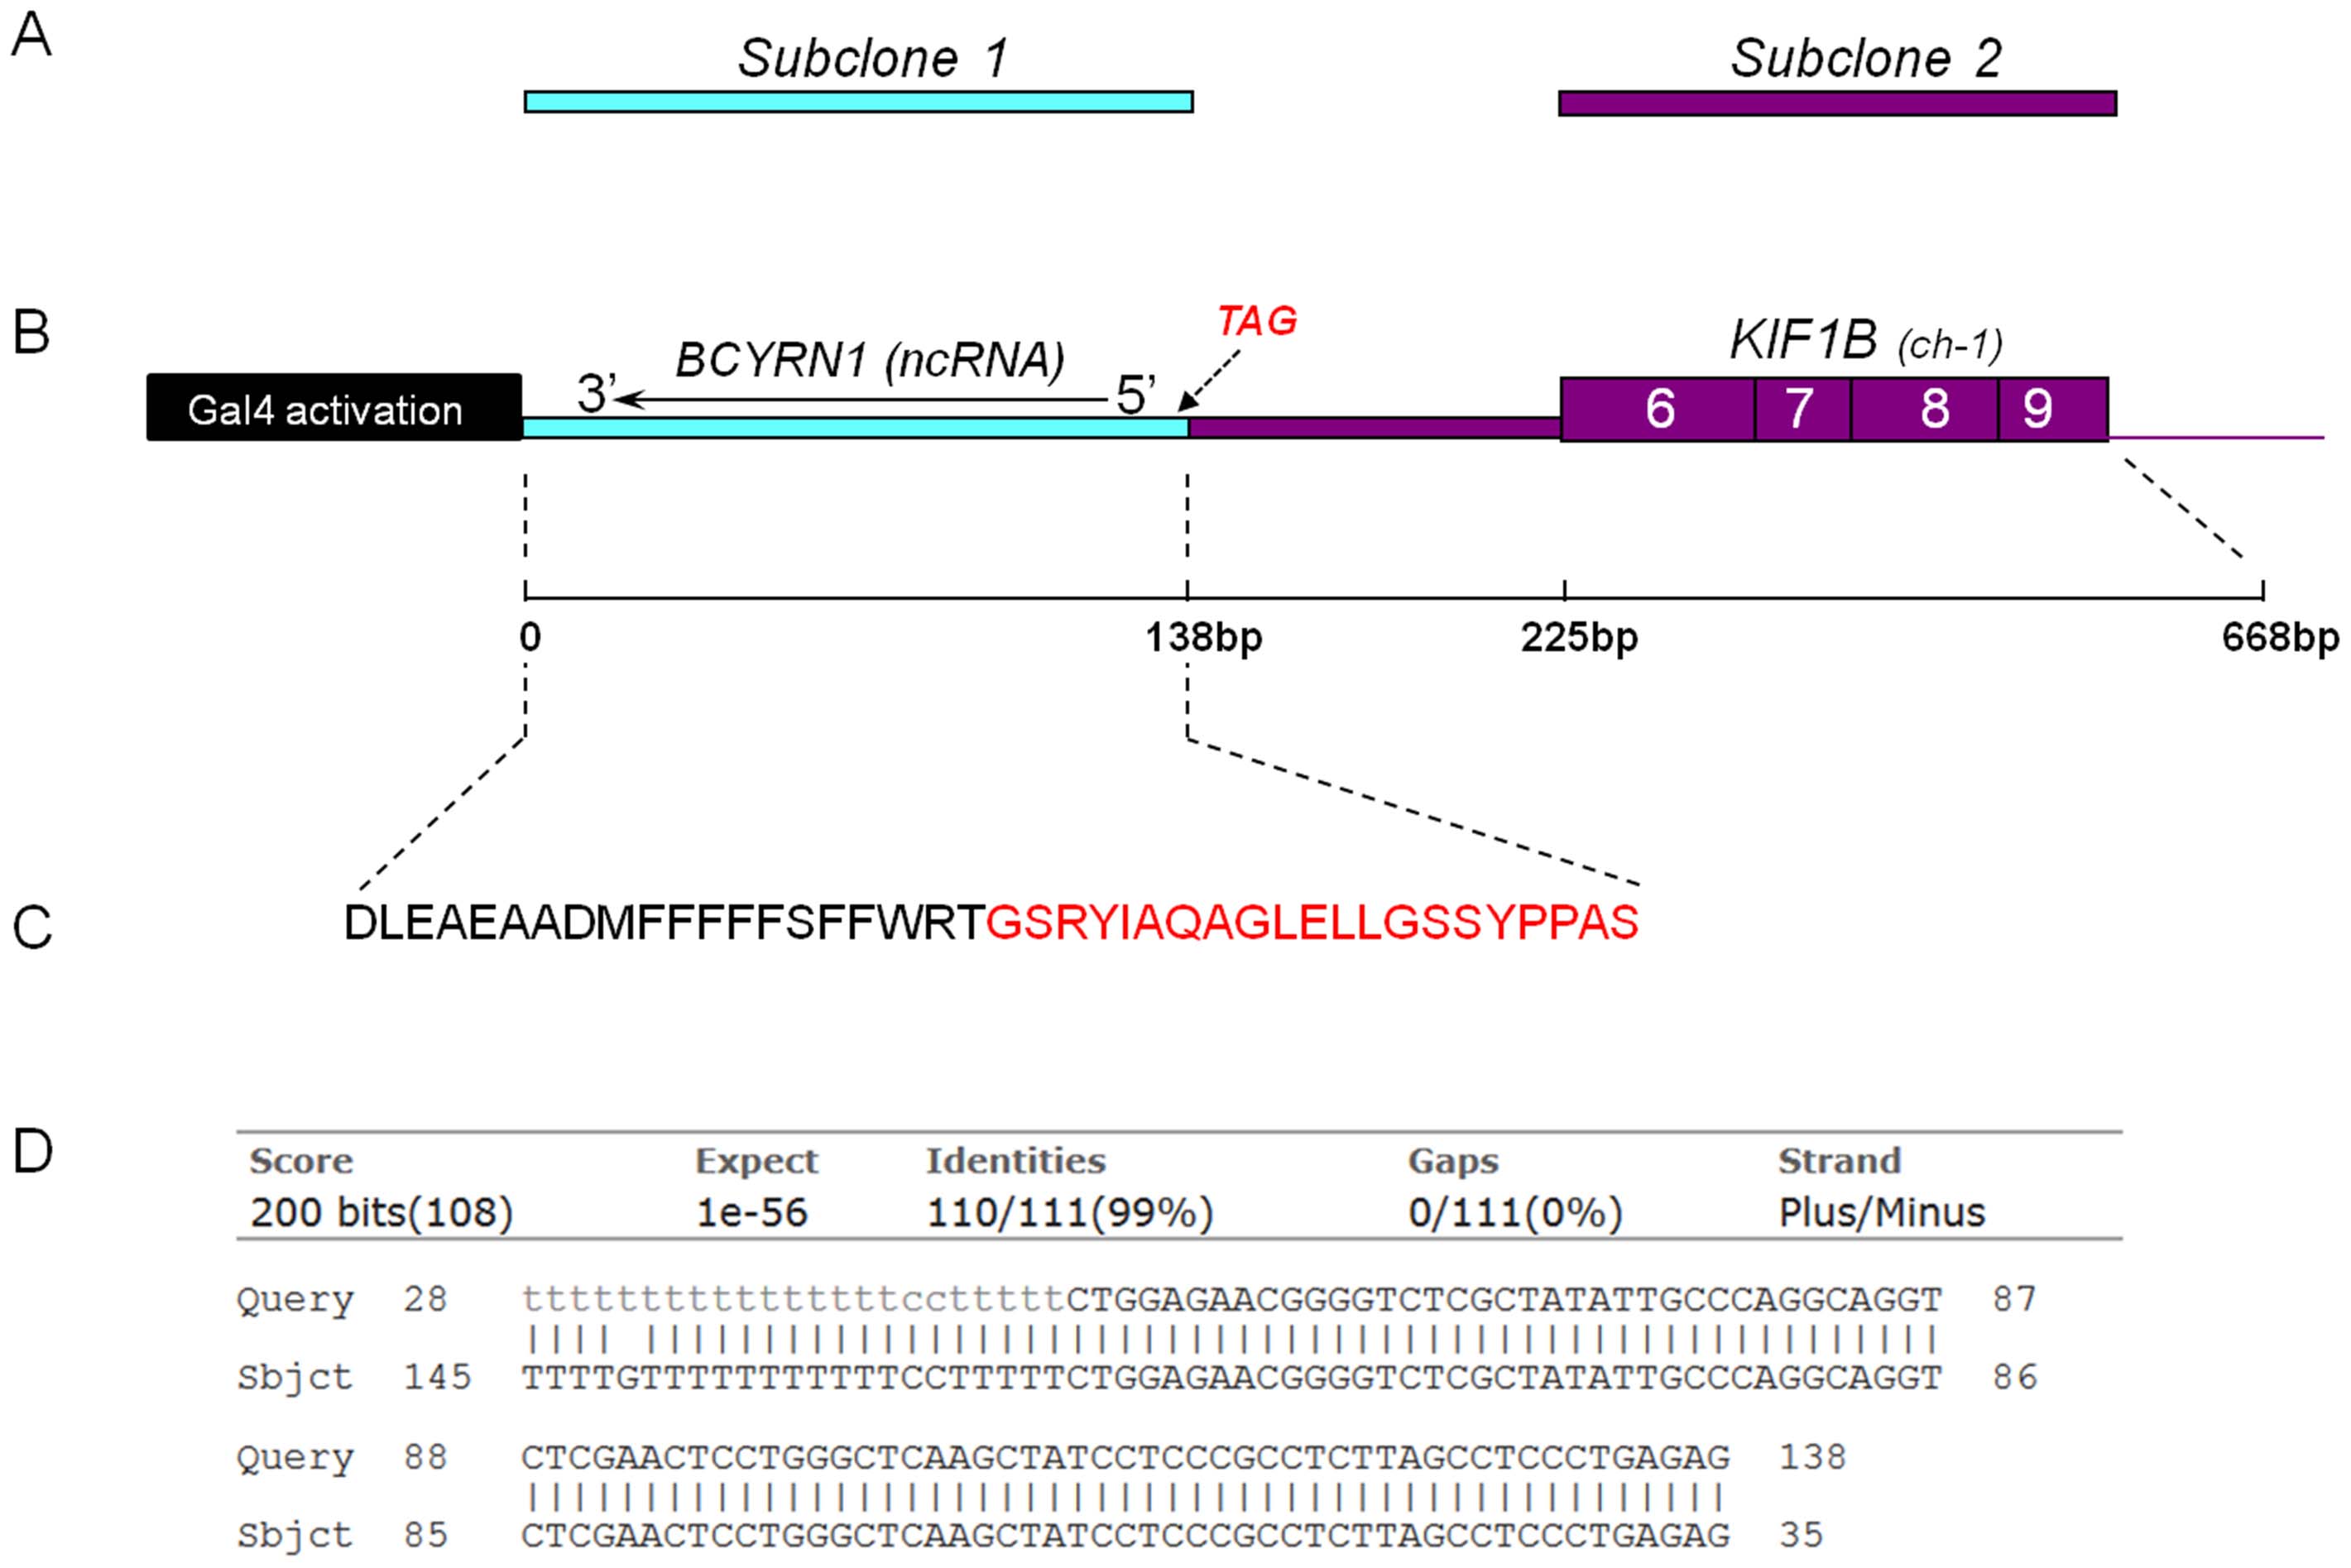 A
Subclone 1
Subclone 2
B
TAG
BCYRN1 (ncRNA)
KIF1B (ch-1)
3’
5’
Gal4 activation
6 7 8 9
0
138bp
225bp
668bp
C
DLEAEAADMFFFFFSFFWRTGSRYIAQAGLELLGSSYPPAS
D
Score Expect Identities Gaps Strand
200 bits(108) 1e-56 110/111(99%) 0/111(0%) Plus/Minus
Query 28 ttttttttttttttttccttttt​CTGGAGAACGGGGTCTCGCTATATTGCCCAGGCAGGT 87
Sbjct 145 TTTTGTTTTTTTTTTTCCTTTTTCTGGAGAACGGGGTCTCGCTATATTGCCCAGGCAGGT 86
Query 88 CTCGAACTCCTGGGCTCAAGCTATCCTCCCGCCTCTTAGCCTCCCTGAGAG 138
Sbjct 85 CTCGAACTCCTGGGCTCAAGCTATCCTCCCGCCTCTTAGCCTCCCTGAGAG 35